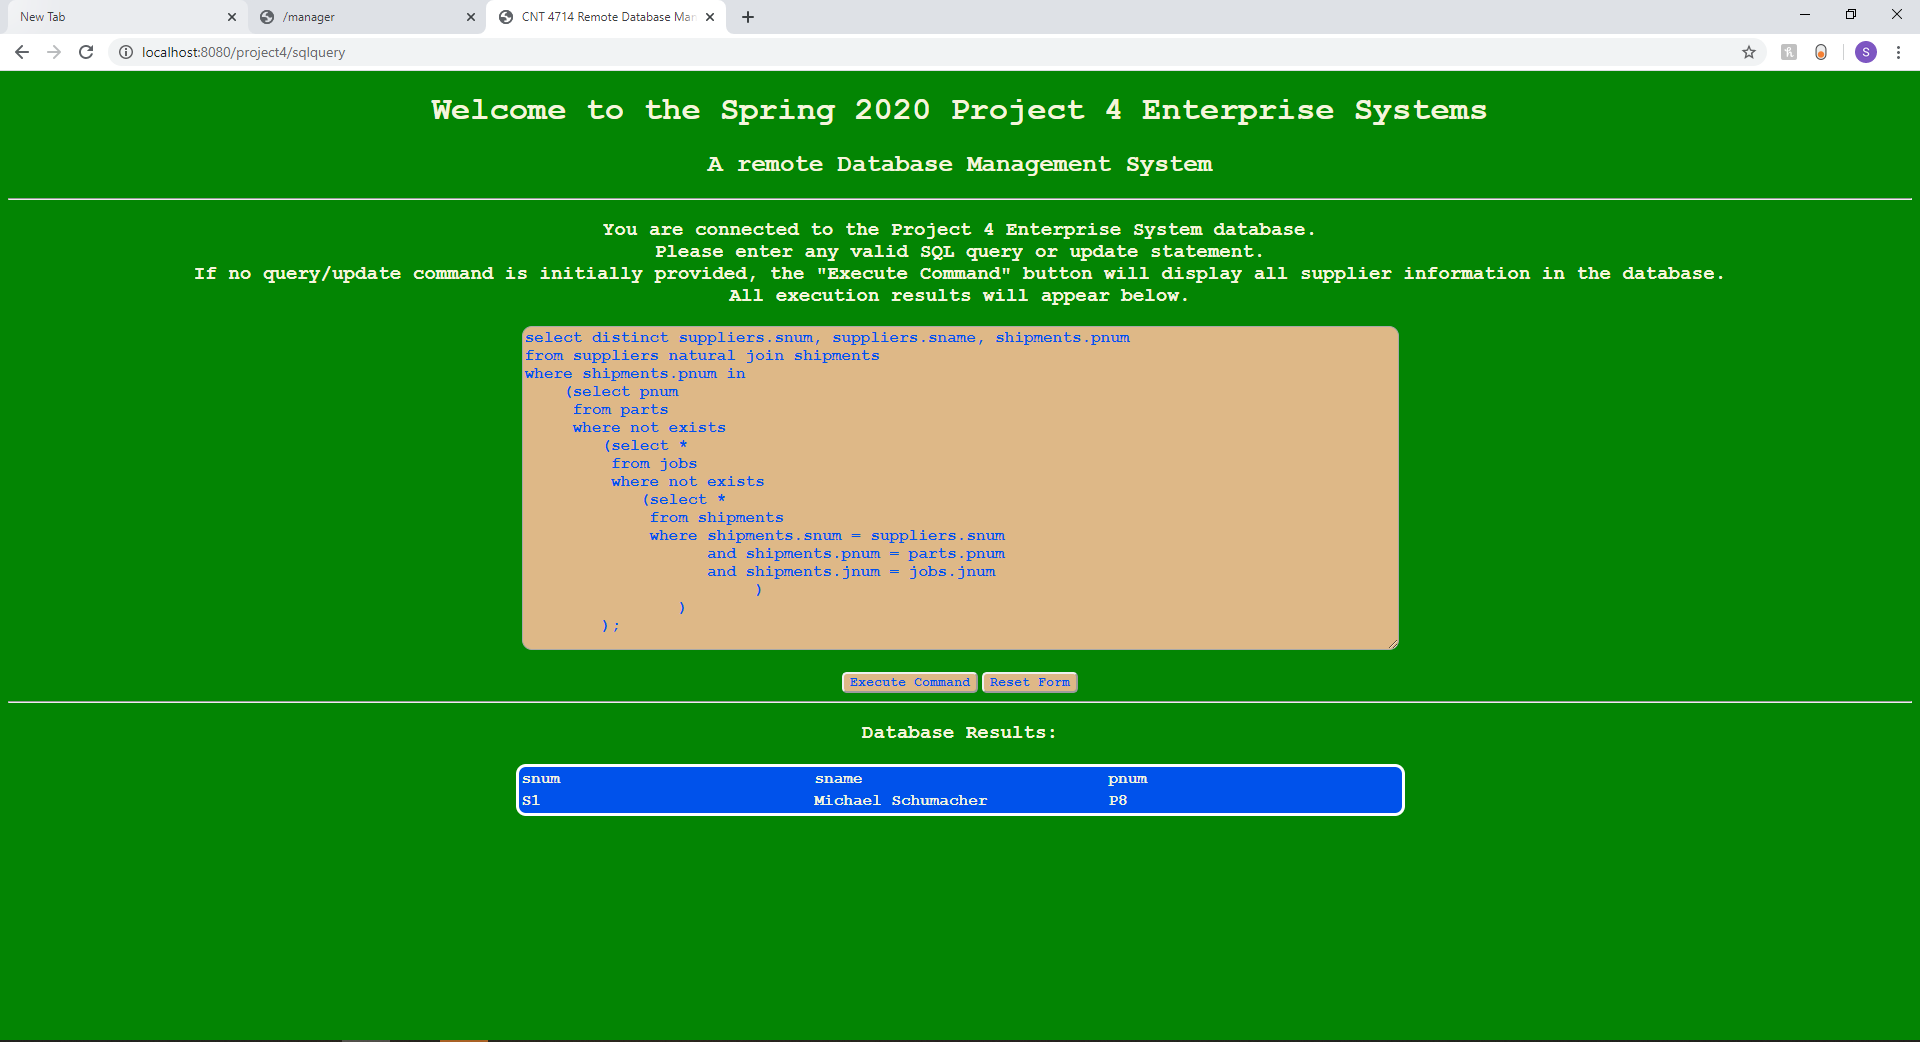 New Tab
/manager
CNT 4714 Remote Database Man
localhost:8080/project4/sqlquery
S
Welcome to the Spring 2020 Project 4 Enterprise Systems
A remote Database Management System
You are connected to the Project 4 Enterprise System database.
Please enter any valid SQL query or update statement.
If no query/update command is initially provided, the "Execute Command" button will display all supplier information in the database.
All execution results will appear below.
select distinct suppliers.snum, suppliers.sname, shipments.pnum
from suppliers natural join shipments
where shipments.pnum in
(select pnum
from parts
where not exists
(select *
from jobs
where not exists
(select *
from shipments
where shipments.snum = suppliers.snum
and shipments.pnum = parts.pnum
and shipments.jnum = jobs.jnum
)
)
);
Execute Command Reset Form
Database Results:
snum sname pnum
S1 Michael Schumacher P8